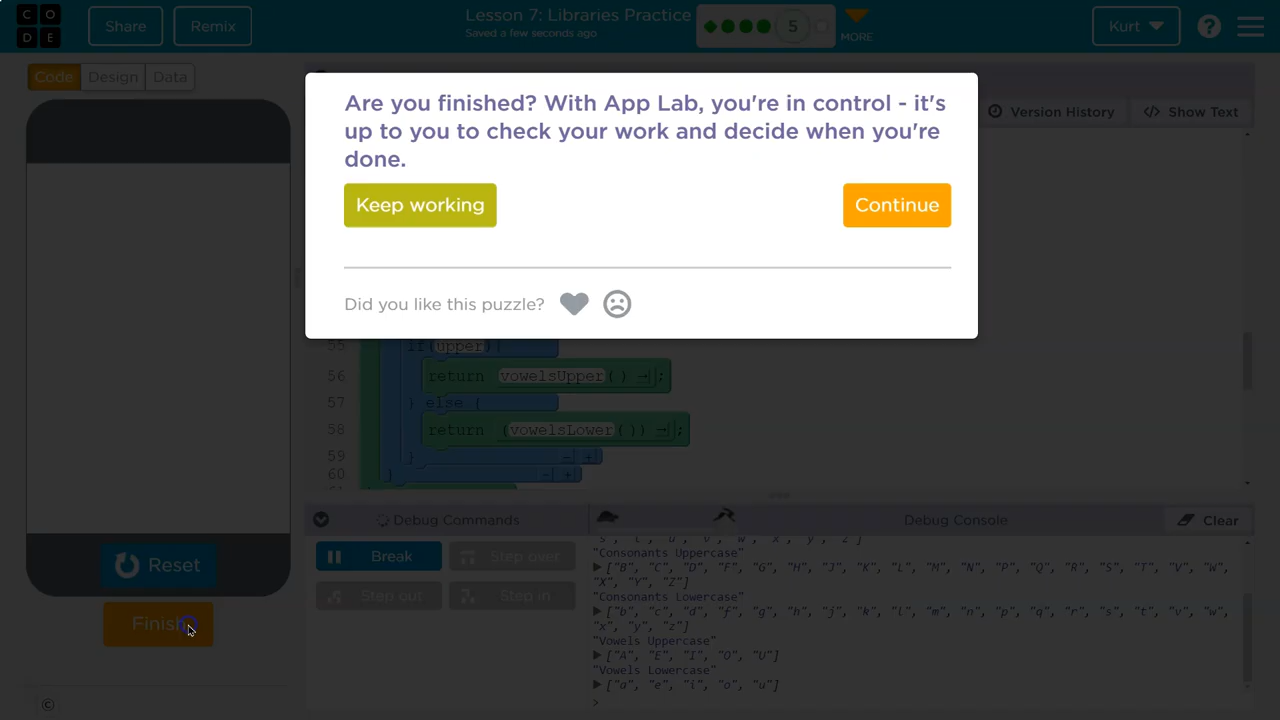 C O
D E
Share
Remix
Lesson 7: Libraries Practice
Saved a few seconds ago
5
MORE
Kurt
?
Code
Design
Data
Version History
</> Show Text
Are you finished? With App Lab, you're in control - it's
up to you to check your work and decide when you're
done.
Keep working
Continue
Did you like this puzzle?
55 if(upper){
56 return vowelsUpper() →|;
57 } else {
58 return (vowelsLower()) →|;
59 } - +
60 } - +
Debug Commands
Debug Console
Clear
Break
Step over
Step out
Step in
"Consonants Uppercase"
▶["B", "C", "D", "F", "G", "H", "J", "K", "L", "M", "N", "P", "Q", "R", "S", "T", "V", "W",
"X", "Y", "Z"]
"Consonants Lowercase"
▶["b", "c", "d", "f", "g", "h", "j", "k", "l", "m", "n", "p", "q", "r", "s", "t", "v", "w",
"x", "y", "z"]
"Vowels Uppercase"
▶["A", "E", "I", "O", "U"]
"Vowels Lowercase"
▶["a", "e", "i", "o", "u"]
>
Reset
Finish
©